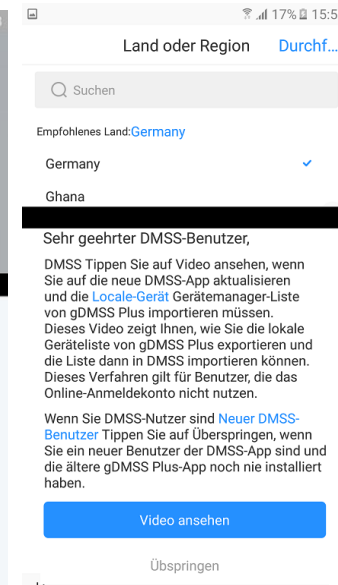 17% 15:5
Land oder Region Durchf...
Suchen
Empfohlenes Land:Germany
Germany
Ghana
Sehr geehrter DMSS-Benutzer,
DMSS Tippen Sie auf Video ansehen, wenn
Sie auf die neue DMSS-App aktualisieren
und die Locale-Gerät Gerätemanager-Liste
von gDMSS Plus importieren müssen.
Dieses Video zeigt Ihnen, wie Sie die lokale
Geräteliste von gDMSS Plus exportieren und
die Liste dann in DMSS importieren können.
Dieses Verfahren gilt für Benutzer, die das
Online-Anmeldekonto nicht nutzen.
Wenn Sie DMSS-Nutzer sind Neuer DMSS-
Benutzer Tippen Sie auf Überspringen, wenn
Sie ein neuer Benutzer der DMSS-App sind und
die ältere gDMSS Plus-App noch nie installiert
haben.
Video ansehen
Übspringen